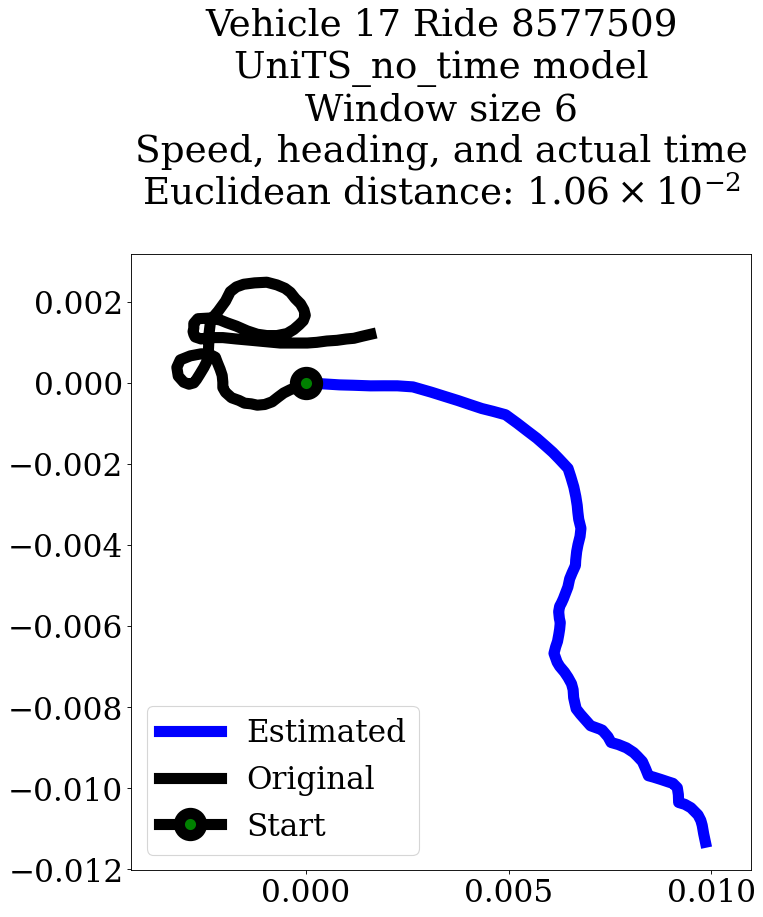 Vehicle 17 Ride 8577509
UniTS_no_time model
Window size 6
Speed, heading, and actual time
Euclidean distance: 1.06 × 10⁻²
0.002
0.000
−0.002
−0.004
−0.006
−0.008
−0.010
−0.012
Estimated
Original
Start
0.000 0.005 0.010